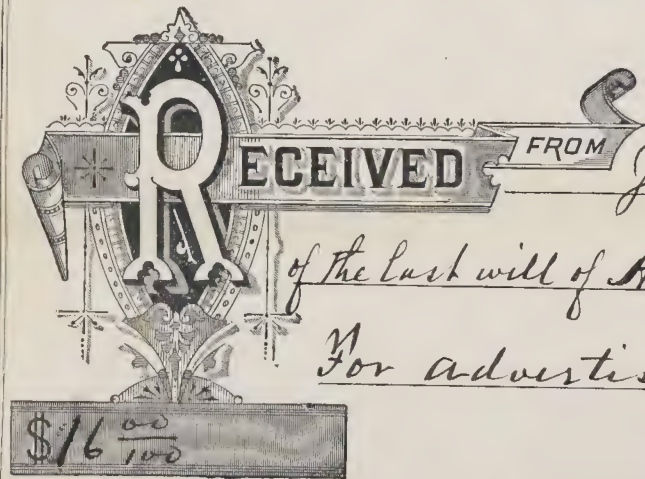 RECEIVED FROM
of the last will of
For advertis
$16 00/100